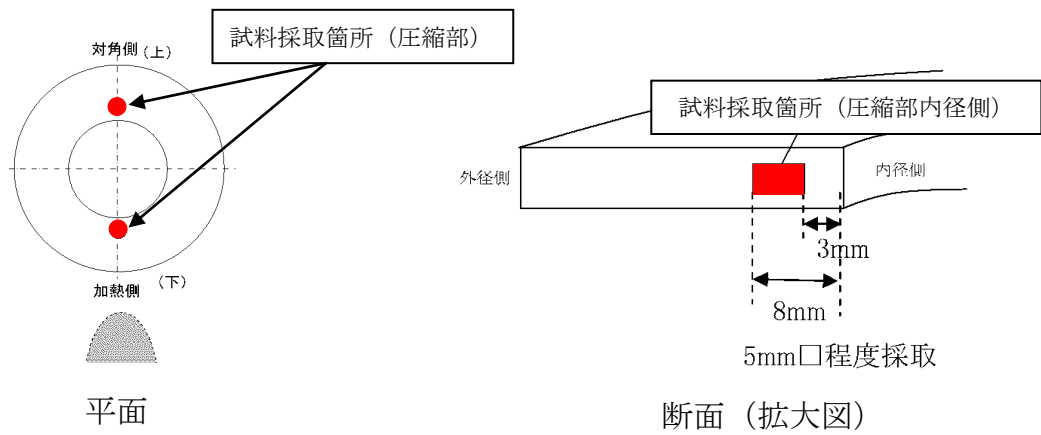 試料採取箇所（圧縮部）
対角側（上）
（下）
加熱側
平面
試料採取箇所（圧縮部内径側）
外径側
内径側
3mm
8mm
5mm□程度採取
断面（拡大図）